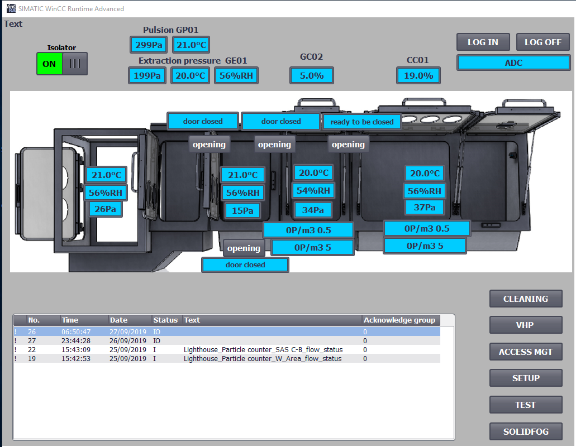 SIMATIC WinCC Runtime Advanced
Text
Pulsion GP01
299Pa 21.0°C
Isolator
ON
Extraction pressure GE01
199Pa 20.0°C 56%RH
GC02
5.0%
CC01
19.0%
LOG IN LOG OFF
ADC
door closed door closed ready to be closed
opening opening opening
21.0°C 21.0°C 20.0°C 20.0°C
56%RH 56%RH 54%RH 56%RH
26Pa 15Pa 34Pa 37Pa
0P/m3 0.5 0P/m3 0.5
opening 0P/m3 5 0P/m3 5
door closed
CLEANING
VHP
ACCESS MGT
SETUP
TEST
SOLIDFOG
No. Time Date Status Text Acknowledge group
! 26 06:50:47 27/09/2019 IO 0
! 27 23:44:28 26/09/2019 IO 0
! 22 15:43:09 25/09/2019 I Lighthouse_Particle counter_SAS C-B_flow_status 0
! 19 15:42:53 25/09/2019 I Lighthouse_Particle counter_W_Area_flow_status 0